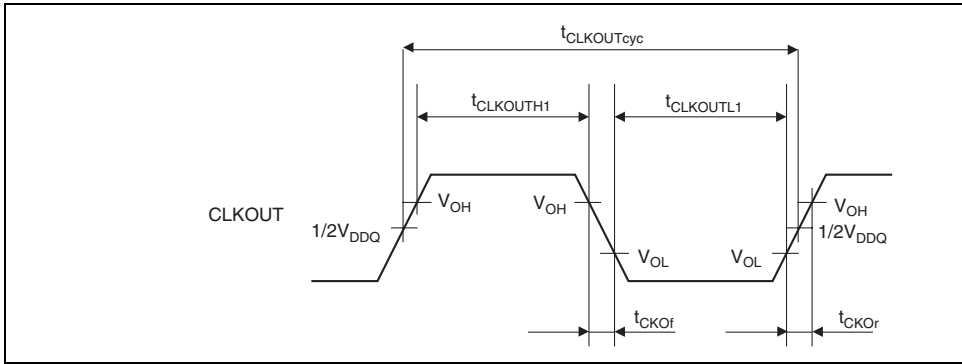 tCLKOUTcyc
tCLKOUTH1 tCLKOUTL1
CLKOUT
VOH VOH VOH
1/2VDDQ 1/2VDDQ
VOL VOL
tCKOf tCKOr